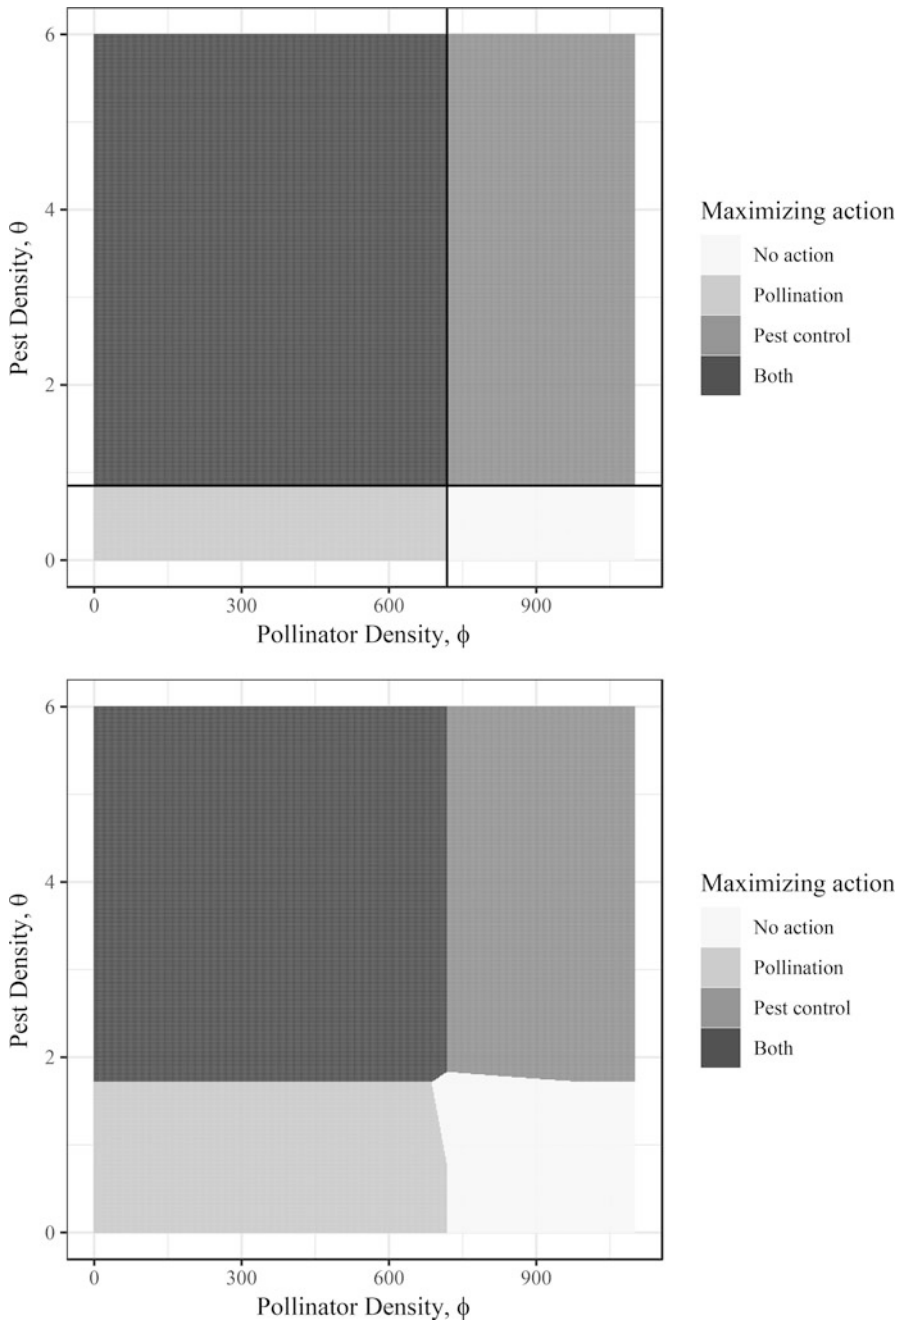 6
4
2
0
Pest Density, θ
0 300 600 900
Pollinator Density, ϕ
Maximizing action
No action
Pollination
Pest control
Both
6
4
2
0
Pest Density, θ
0 300 600 900
Pollinator Density, ϕ
Maximizing action
No action
Pollination
Pest control
Both